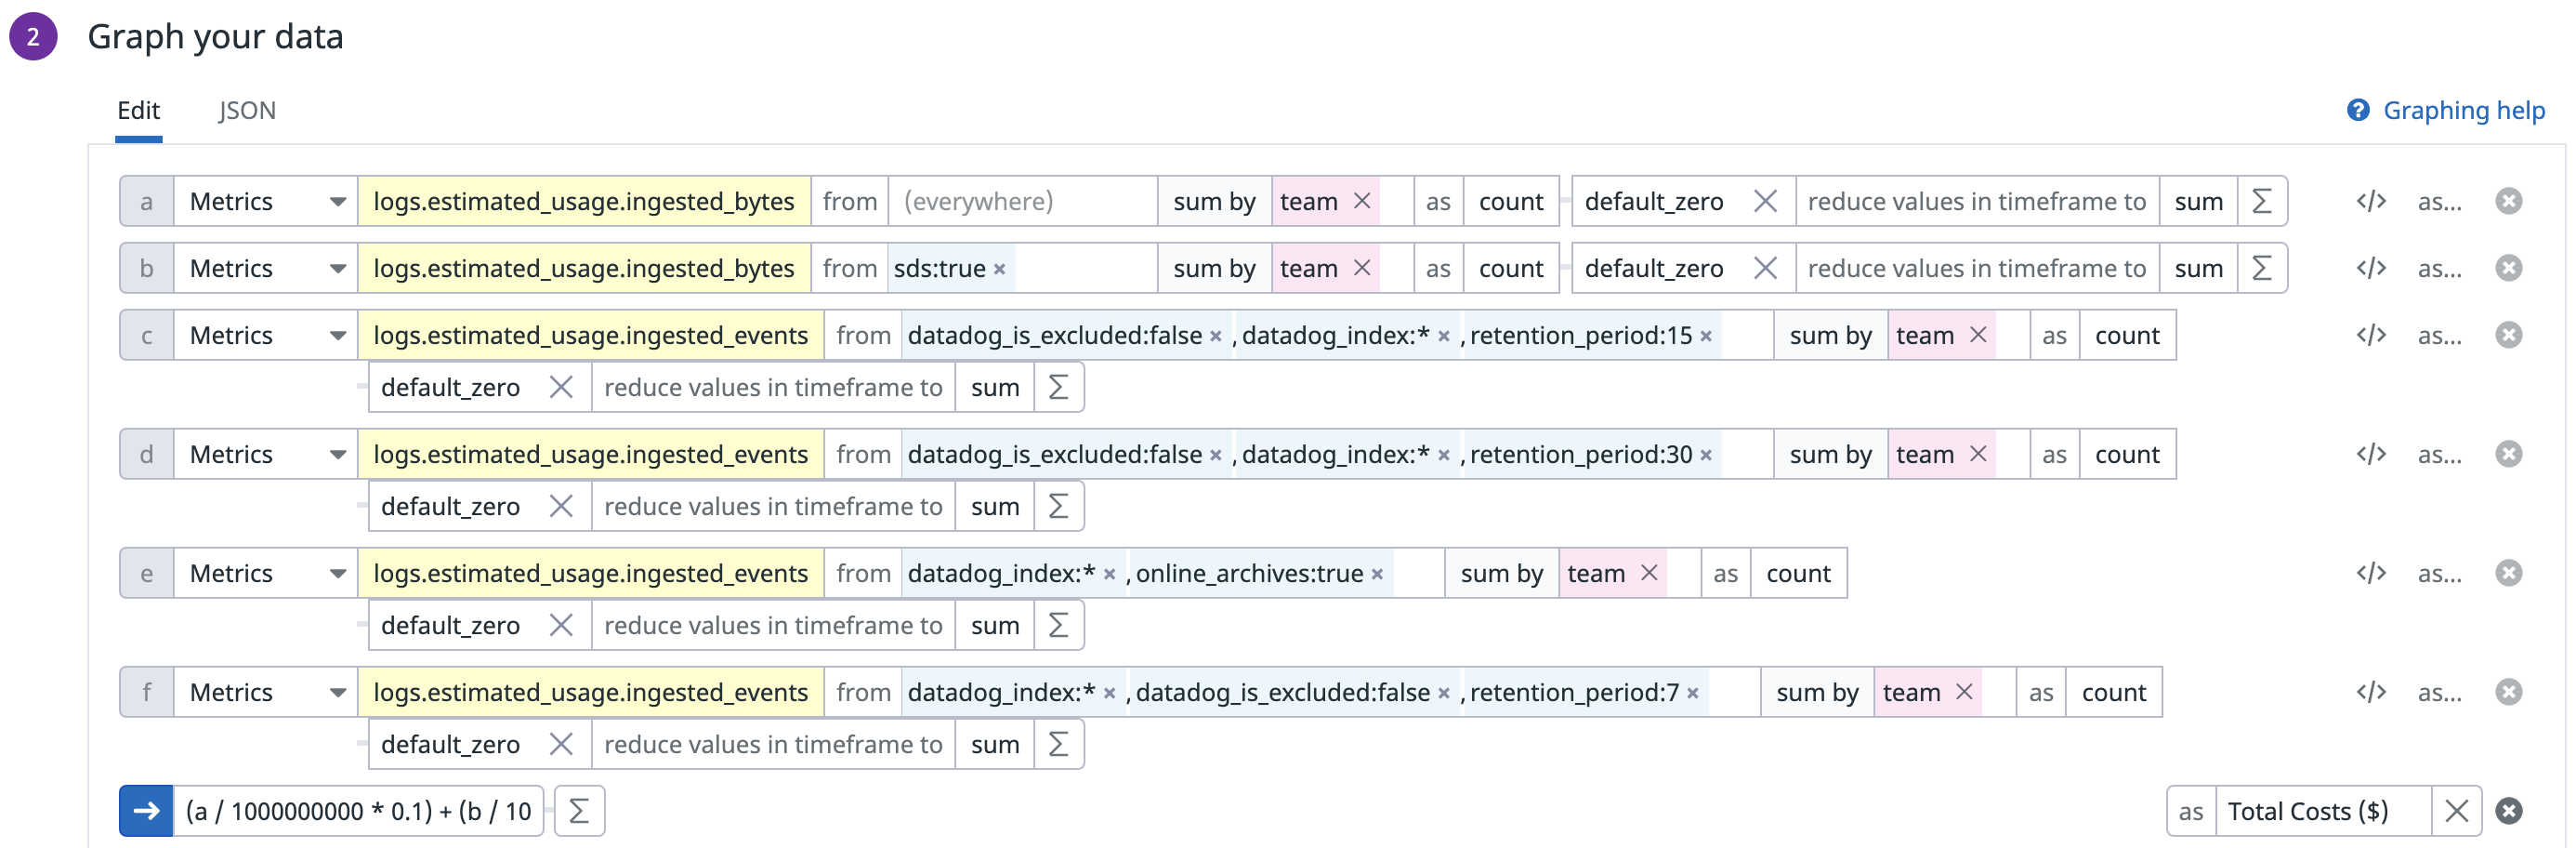 2 Graph your data
Edit JSON Graphing help
a Metrics logs.estimated_usage.ingested_bytes from (everywhere) sum by team as count default_zero reduce values in timeframe to sum Σ </> as...
b Metrics logs.estimated_usage.ingested_bytes from sds:true × sum by team as count default_zero reduce values in timeframe to sum Σ </> as...
c Metrics logs.estimated_usage.ingested_events from datadog_is_excluded:false × , datadog_index:* × , retention_period:15 × sum by team as count </> as...
default_zero reduce values in timeframe to sum Σ
d Metrics logs.estimated_usage.ingested_events from datadog_is_excluded:false × , datadog_index:* × , retention_period:30 × sum by team as count </> as...
default_zero reduce values in timeframe to sum Σ
e Metrics logs.estimated_usage.ingested_events from datadog_index:* × , online_archives:true × sum by team as count </> as...
default_zero reduce values in timeframe to sum Σ
f Metrics logs.estimated_usage.ingested_events from datadog_index:* × , datadog_is_excluded:false × , retention_period:7 × sum by team as count </> as...
default_zero reduce values in timeframe to sum Σ
(a / 1000000000 * 0.1) + (b / 10 Σ as Total Costs ($)